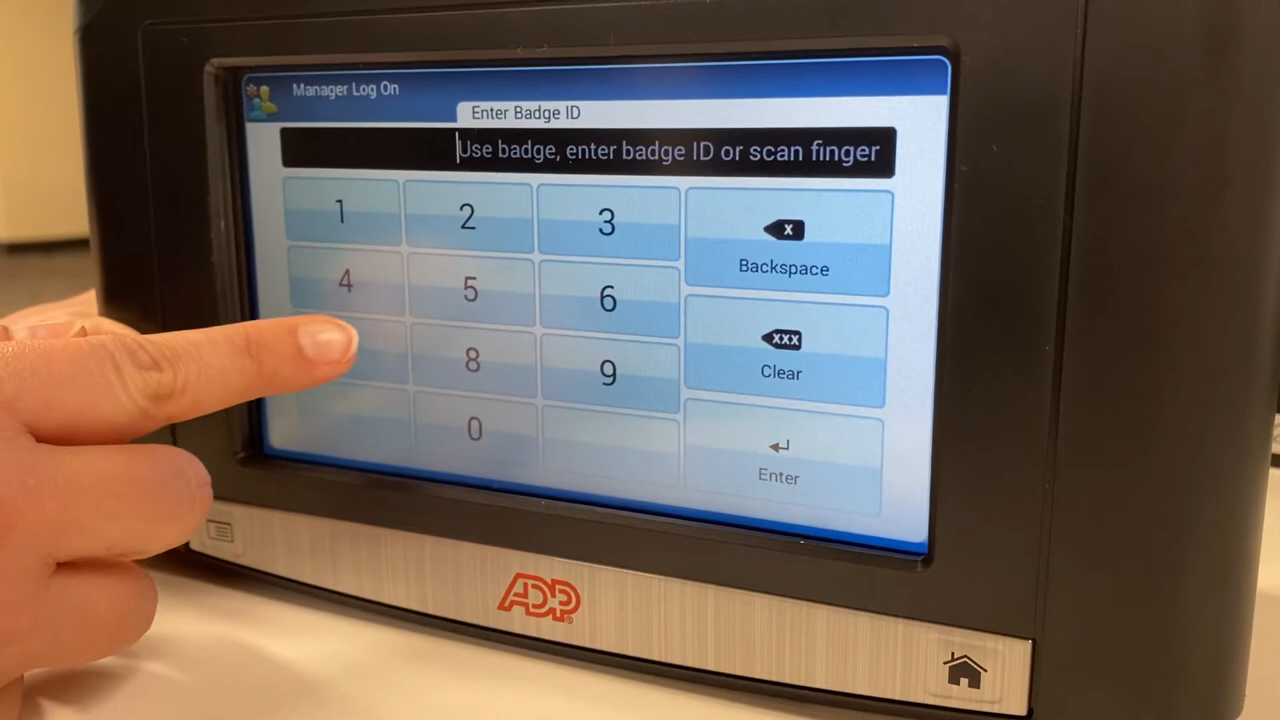 Manager Log On
Enter Badge ID
Use badge, enter badge ID or scan finger
1 2 3
X
Backspace
4 5 6
XXX
Clear
8 9
0
Enter
ADP